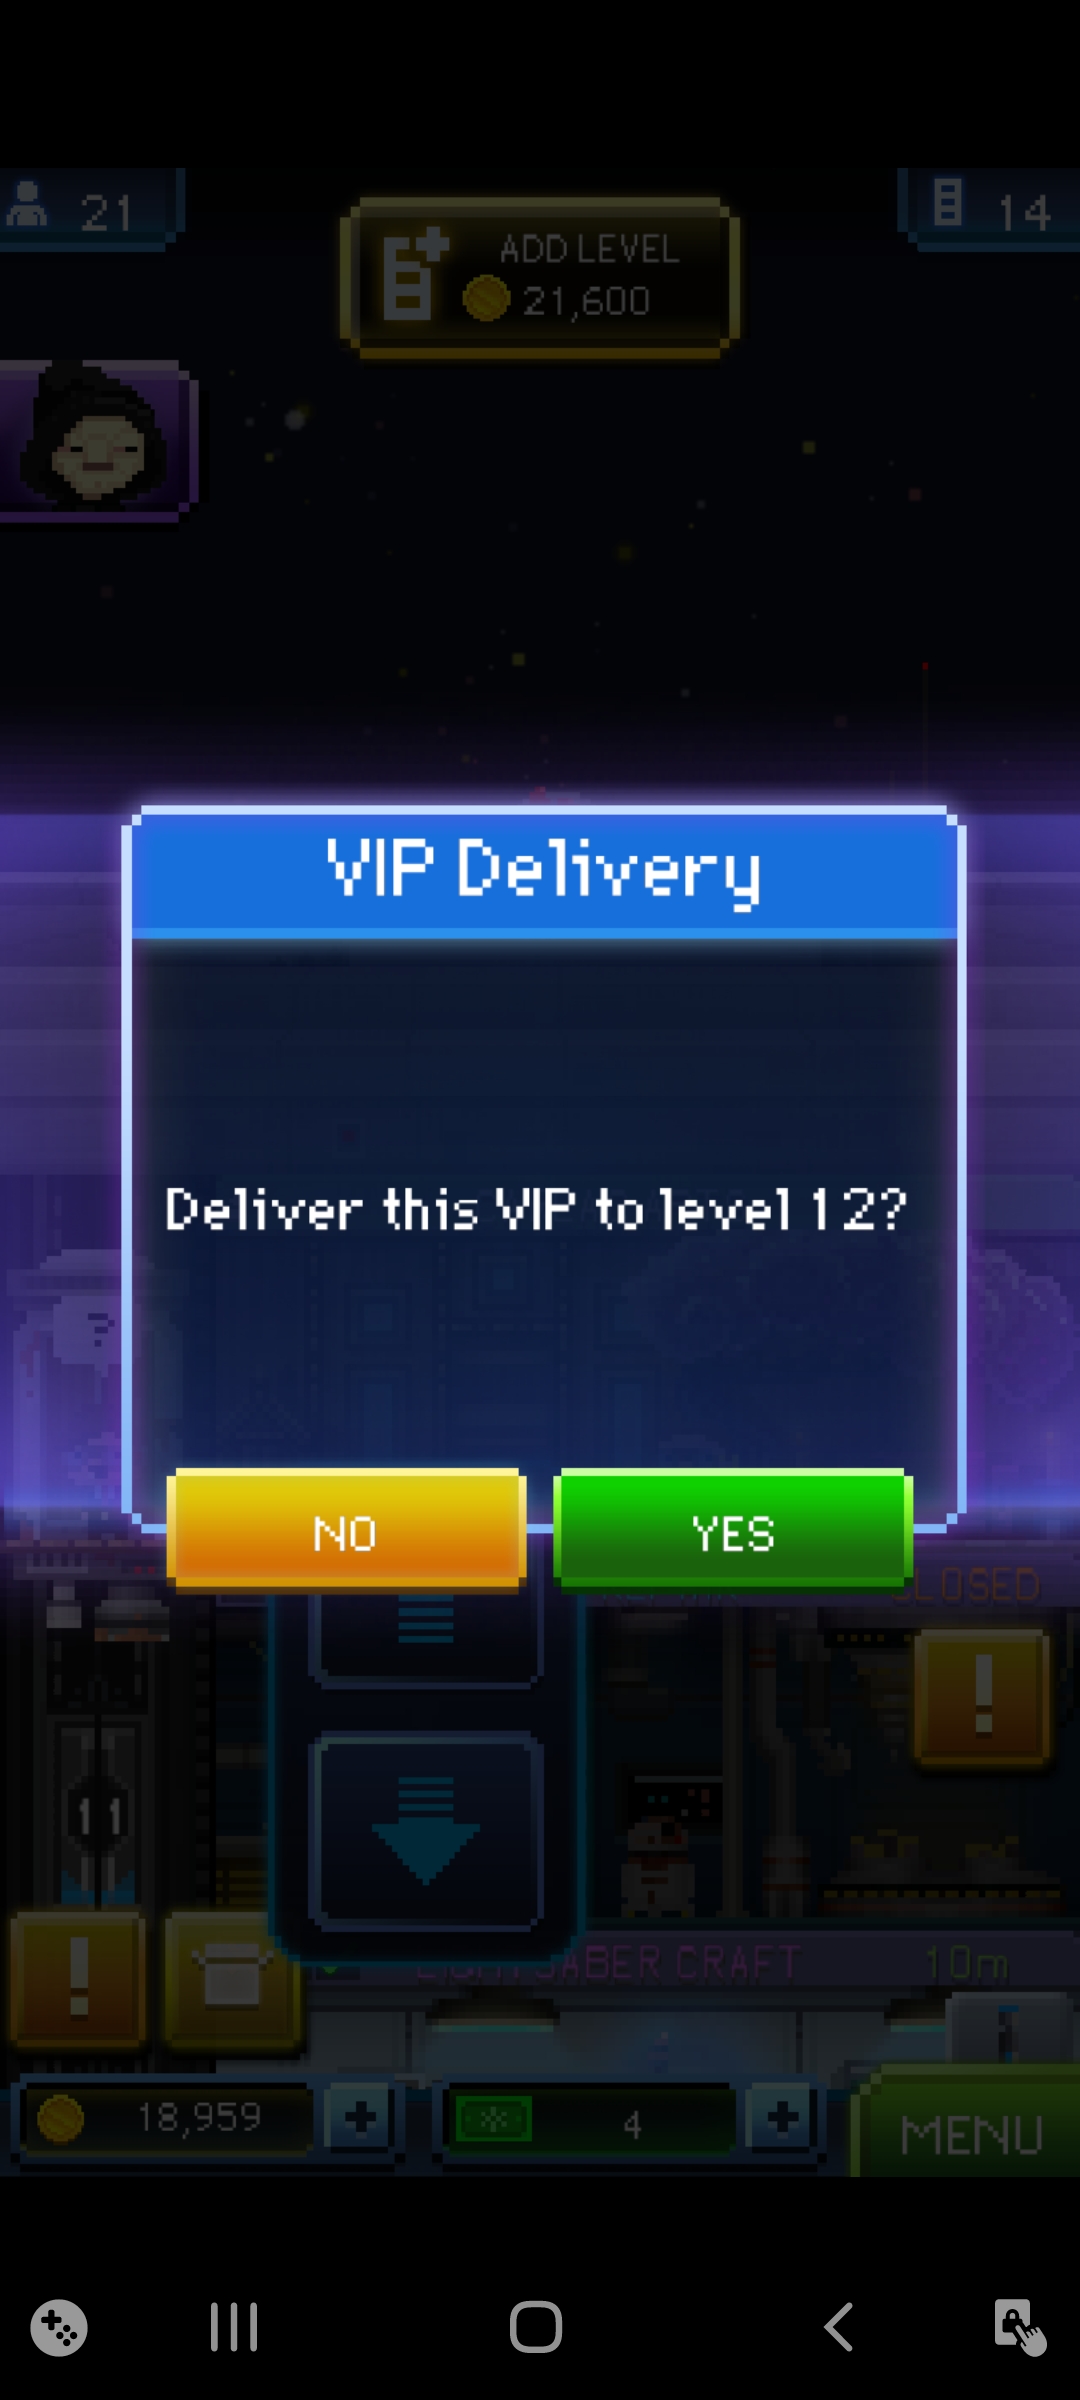 21
ADD LEVEL
21,600
14
VIP Delivery
Deliver this VIP to level 12?
?
NO
YES
CLOSED
!
11
!
LIGHTSABER CRAFT
10m
18,959
4
MENU